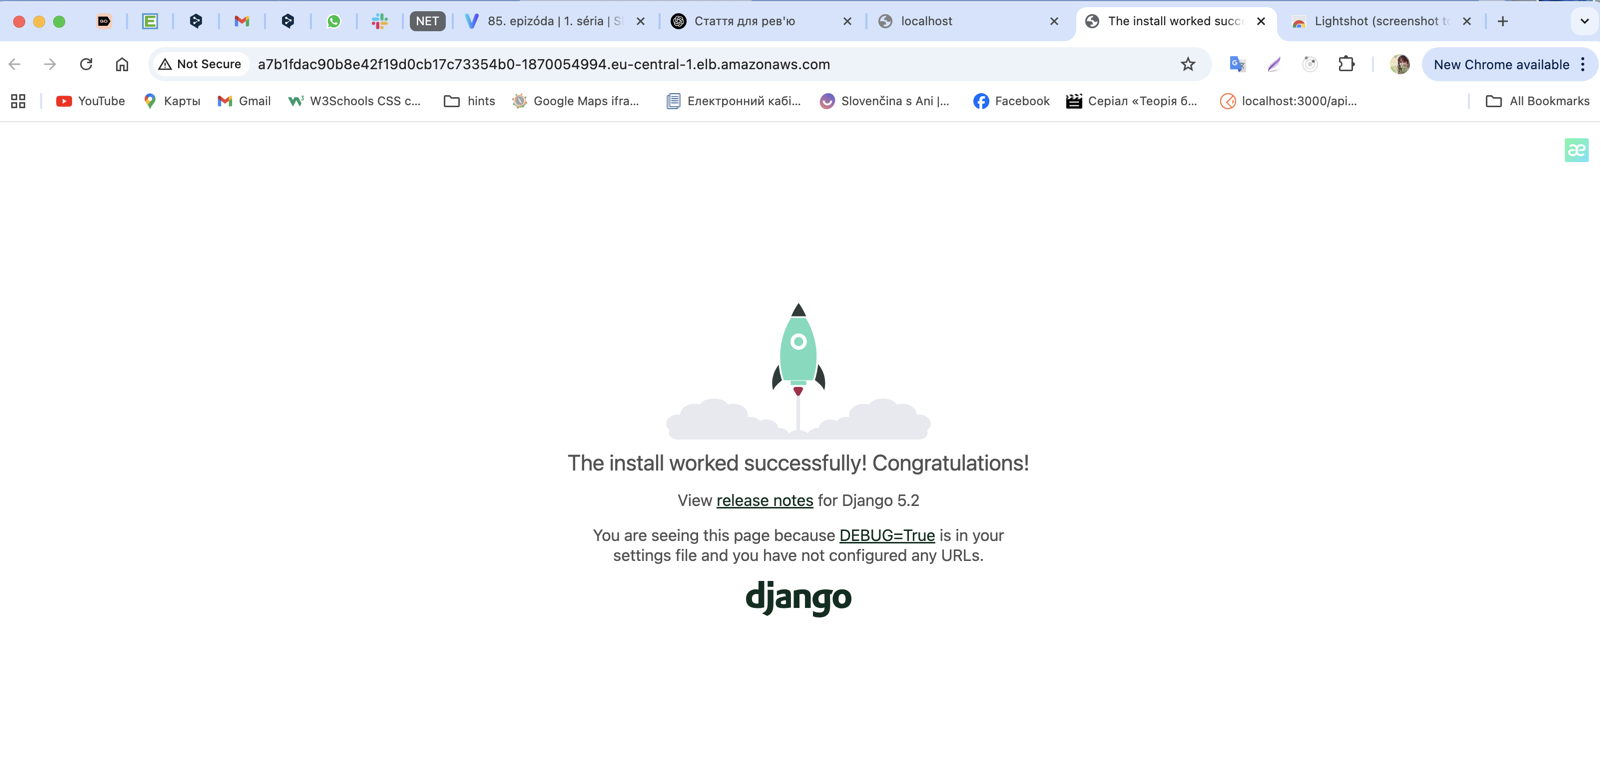 NET
85. epizóda | 1. séria | S
Стаття для рев'ю
localhost
The install worked succ
Lightshot (screenshot to
Not Secure
a7b1fdac90b8e42f19d0cb17c73354b0-1870054994.eu-central-1.elb.amazonaws.com
New Chrome available
YouTube
Карты
Gmail
W3Schools CSS c...
hints
Google Maps ifra...
Електронний кабі...
Slovenčina s Ani |...
Facebook
Серіал «Теорія б...
localhost:3000/api...
All Bookmarks
æ
The install worked successfully! Congratulations!
View release notes for Django 5.2
You are seeing this page because DEBUG=True is in your
settings file and you have not configured any URLs.
django